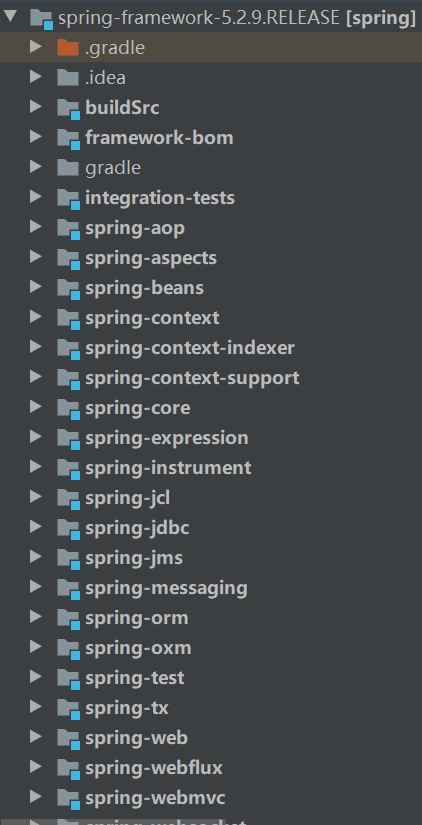 spring-framework-5.2.9.RELEASE [spring]
.gradle
.idea
buildSrc
framework-bom
gradle
integration-tests
spring-aop
spring-aspects
spring-beans
spring-context
spring-context-indexer
spring-context-support
spring-core
spring-expression
spring-instrument
spring-jcl
spring-jdbc
spring-jms
spring-messaging
spring-orm
spring-oxm
spring-test
spring-tx
spring-web
spring-webflux
spring-webmvc
spring-websocket